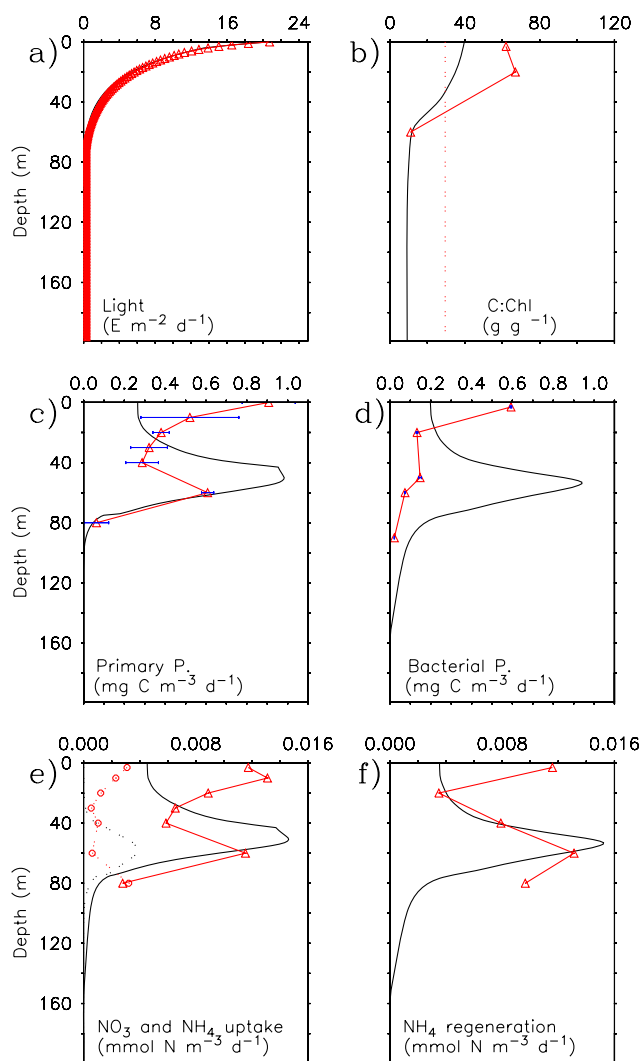 0 6 12 18 24
0 40 80 120
a)
b)
0
40
80
120
160
Depth (m)
Light
(E m⁻² d⁻¹)
C:Chl
(g g⁻¹)
0.0 0.2 0.4 0.6 0.8 1.0
0.0 0.2 0.4 0.6 0.8 1.0
c)
d)
0
40
80
120
160
Depth (m)
Primary P.
(mg C m⁻³ d⁻¹)
Bacterial P.
(mg C m⁻³ d⁻¹)
0.000 0.008 0.016
0.000 0.008 0.016
e)
f)
0
40
80
120
160
Depth (m)
NO₃ and NH₄ uptake
(mmol N m⁻³ d⁻¹)
NH₄ regeneration
(mmol N m⁻³ d⁻¹)